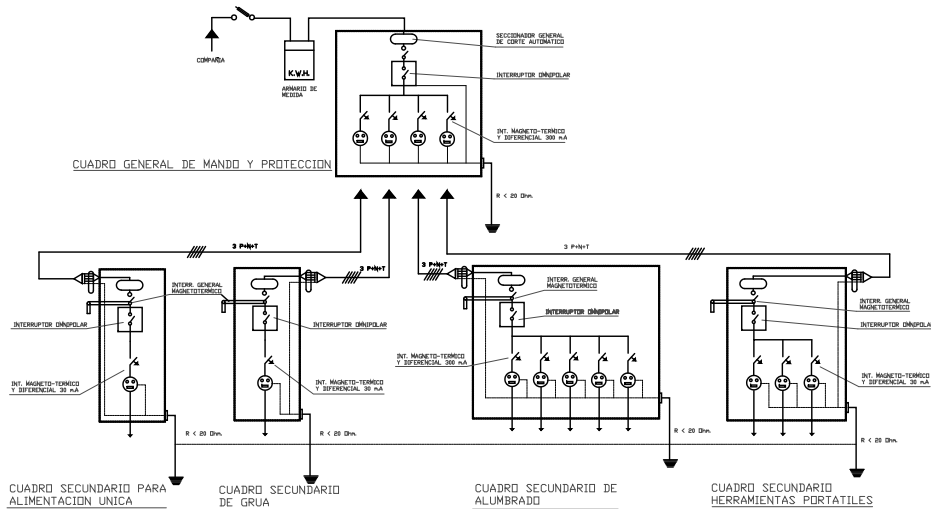 SECCIONADOR GENERAL
DE CORTE AUTOMATICO
COMPAÑIA
K.W.H.
INTERRUPTOR OMNIPOLAR
ARMARIO DE
MEDIDA
INT. MAGNETO-TERMICO
Y DIFERENCIAL 300 mA
CUADRO GENERAL DE MANDO Y PROTECCION
R < 20 Ohm.
3 P+N+T
3 P+N+T
3 P+N+T
3 P+N+T
INTERR. GENERAL
MAGNETOTERMICO
INTERR. GENERAL
MAGNETOTERMICO
INTERR. GENERAL
MAGNETOTERMICO
INTERRUPTOR OMNIPOLAR
INTERRUPTOR OMNIPOLAR
INTERRUPTOR OMNIPOLAR
INTERRUPTOR OMNIPOLA
INT. MAGNETO-TERMICO
Y DIFERENCIAL 30 mA
INT. MAGNETO-TERMICO
Y DIFERENCIAL 30 mA
INT. MAGNETO-TERMICO
Y DIFERENCIAL 300 mA
INT. MAGNETO-TERMICO
Y DIFERENCIAL 30 mA
R < 20 Ohm.
R < 20 Ohm.
R < 20 Ohm.
R < 20 Ohm.
CUADRO SECUNDARIO PARA
ALIMENTACION UNICA
CUADRO SECUNDARIO
DE GRUA
CUADRO SECUNDARIO DE
ALUMBRADO
CUADRO SECUNDARIO
HERRAMIENTAS PORTATILES